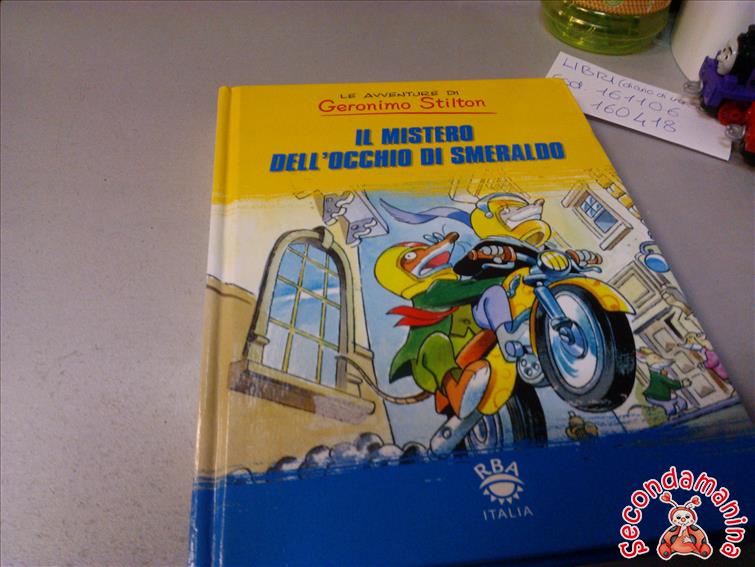 LE AVVENTURE DI
Geronimo Stilton
IL MISTERO
DELL'OCCHIO DI SMERALDO
RBA
ITALIA
LIBRI
161106
160418
secondamanina